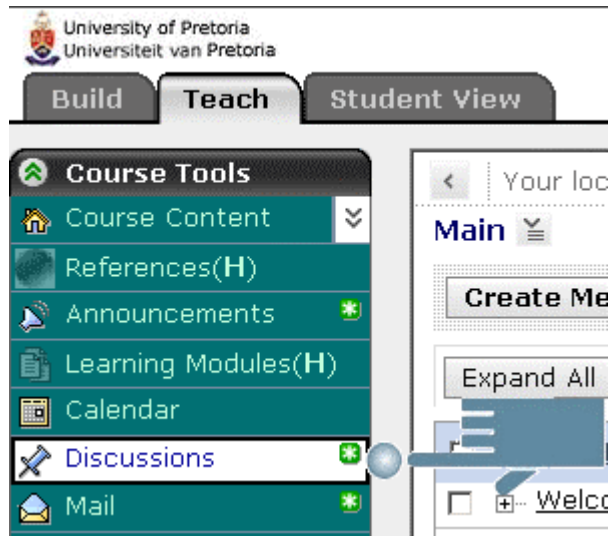 University of Pretoria
Universiteit van Pretoria
Build Teach Student View
Course Tools
Course Content
References(H)
Announcements
Learning Modules(H)
Calendar
Discussions
Mail
Your loc
Main
Create Me
Expand All
Welco